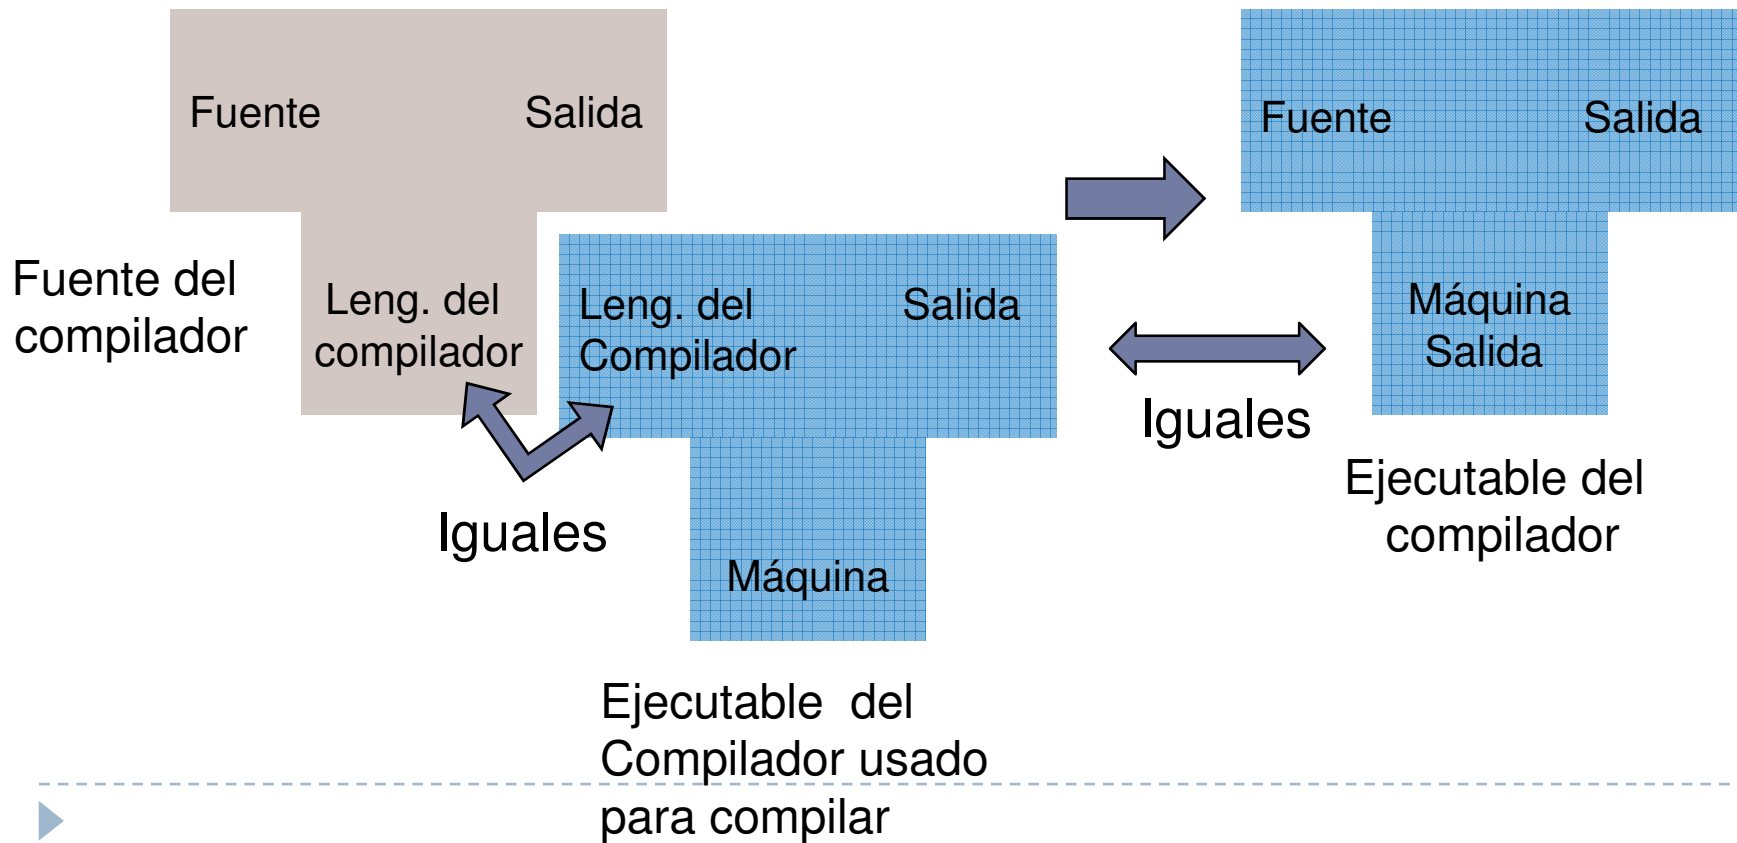 Fuente Salida
Fuente del
compilador
Leng. del
compilador
Leng. del Salida
Compilador
Iguales
Máquina
Ejecutable del
Compilador usado
para compilar
Fuente Salida
Máquina
Salida
Iguales
Ejecutable del
compilador